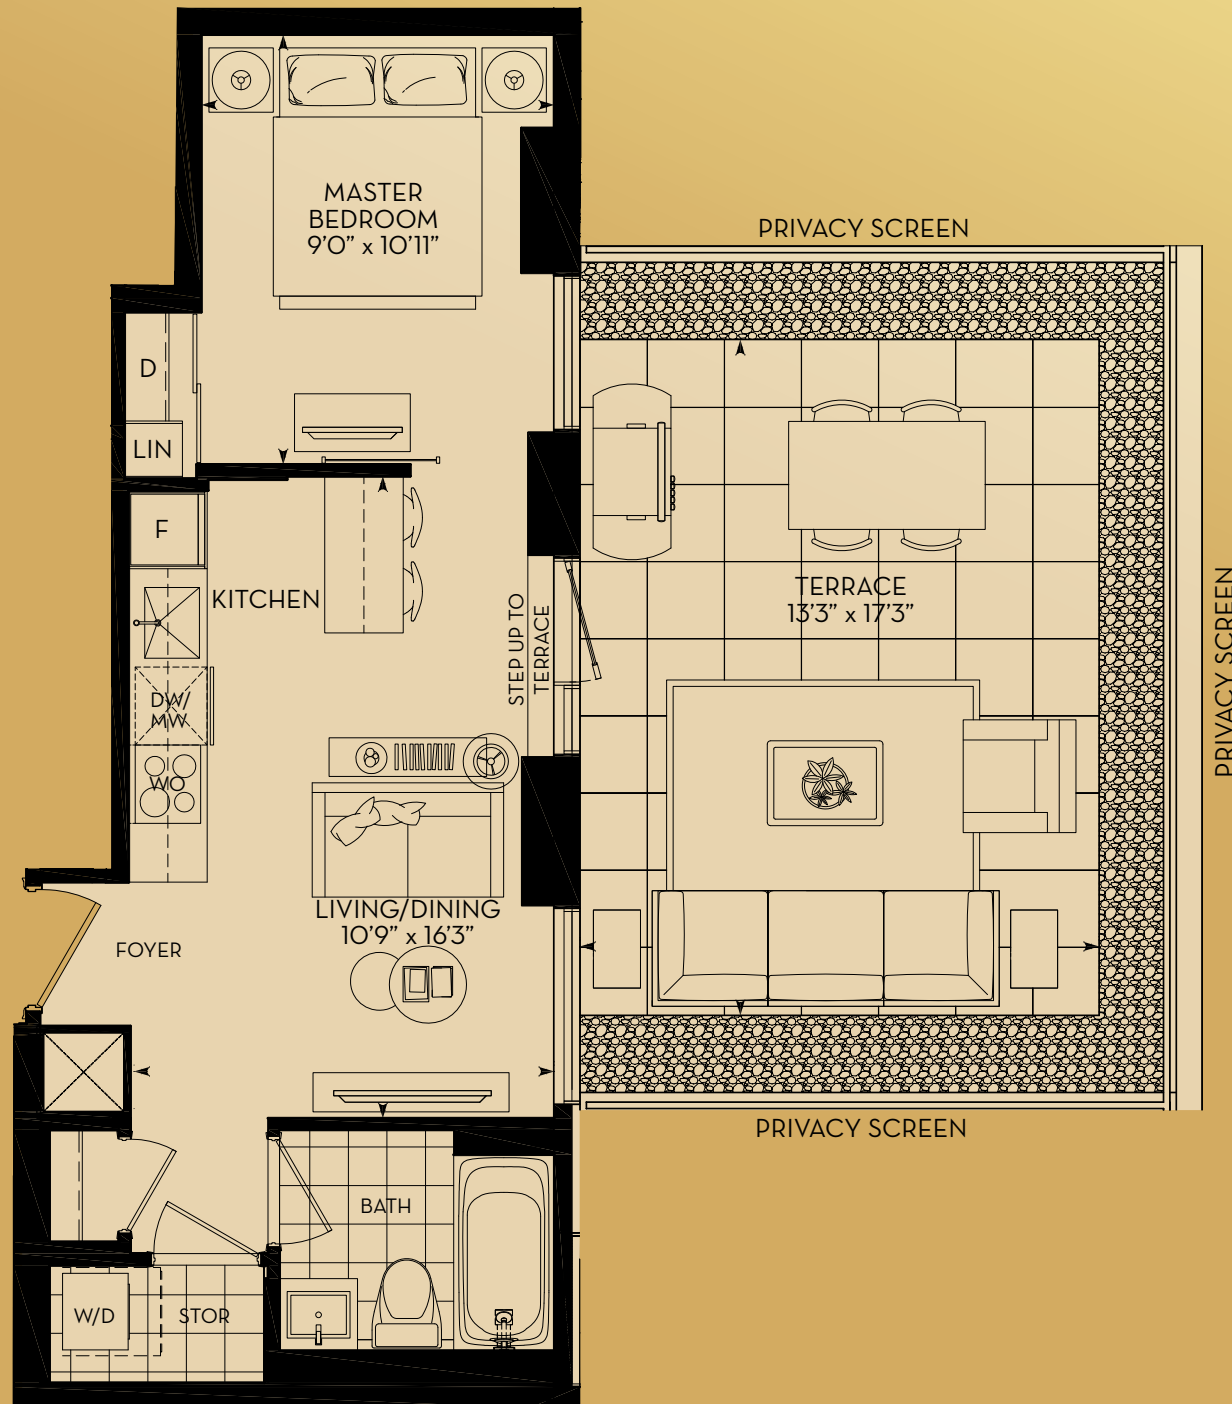 MASTER
BEDROOM
9'0" x 10'11"
PRIVACY SCREEN
D
LIN
F
KITCHEN
STEP UP TO
TERRACE
TERRACE
13'3" x 17'3"
PRIVACY SCREEN
DW/
MW
WO
LIVING/DINING
10'9" x 16'3"
FOYER
PRIVACY SCREEN
BATH
W/D
STOR